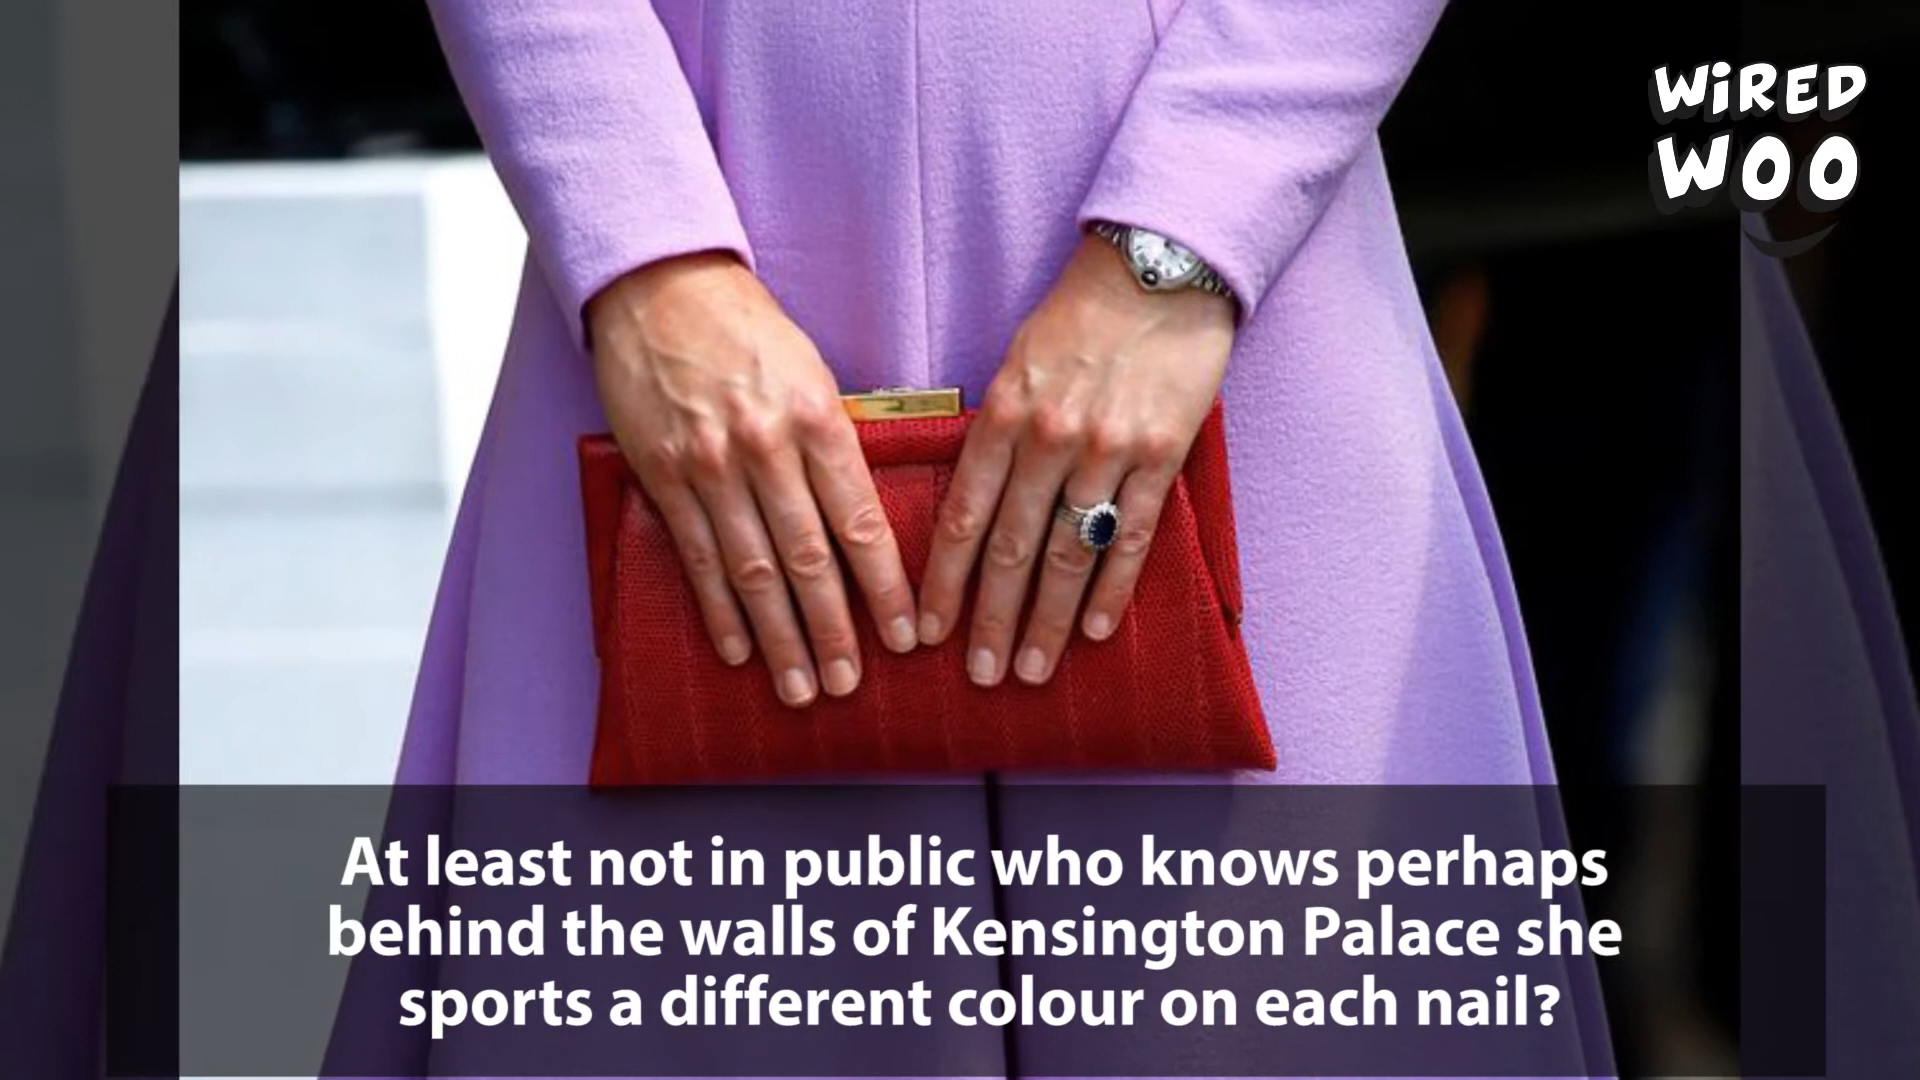 WiRED
WOO
At least not in public who knows perhaps
behind the walls of Kensington Palace she
sports a different colour on each nail?